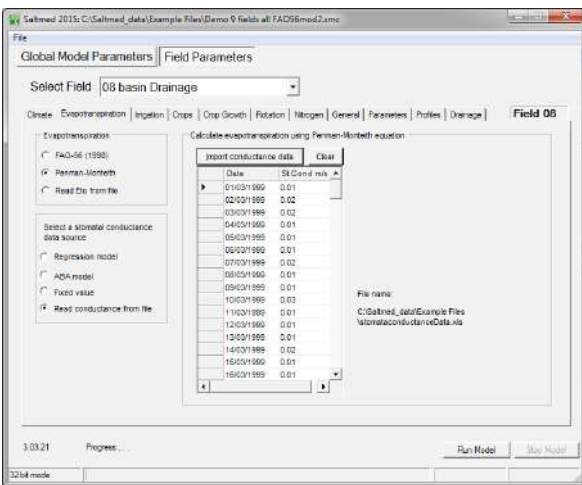 Saltmed 2015: C:\Saltmed_data\Example Files\Demo 9 fields all FAO56mod2.smc
File
Global Model Parameters Field Parameters
Select Field 08 basin Drainage
Climate Evapotranspiration Irrigation Crops Crop Growth Rotation Nitrogen General Parameters Profiles Drainage Field 08
Evapotranspiration
FAO-56 (1998)
Penman-Monteith
Read Eto from file
Select a stomatal conductance
data source
Regression model
ABA model
Fixed value
Read conductance from file
Calculate evapotranspiration using Penman-Monteith equation
Import conductance data Clear
Date St.Cond m/s
01/03/1999 0.01
02/03/1999 0.02
03/03/1999 0.02
04/03/1999 0.01
05/03/1999 0.01
06/03/1999 0.01
07/03/1999 0.02
08/03/1999 0.01
09/03/1999 0.01
10/03/1999 0.03
11/03/1999 0.01
12/03/1999 0.01
13/03/1999 0.01
14/03/1999 0.02
15/03/1999 0.01
16/03/1999 0.01
File name:
C:\Saltmed_data\Example Files
\stomataconductanceData.xls
3.03.21 Progress . . .
Run Model Stop Model
32 bit mode